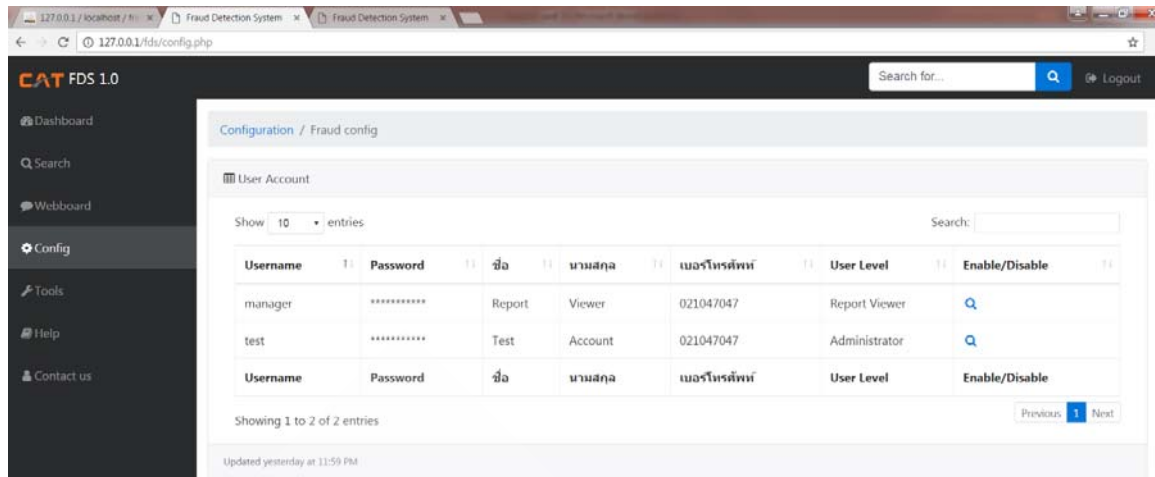 127.0.0.1 / localhost / fr
Fraud Detection System
Fraud Detection System
127.0.0.1/fds/config.php
CAT FDS 1.0
Search for...
Logout
Dashboard
Configuration / Fraud config
Search
User Account
Webboard
Show 10 entries
Search:
Config
Username Password ชื่อ นามสกุล เบอร์โทรศัพท์ User Level Enable/Disable
Tools
manager *********** Report Viewer 021047047 Report Viewer
Help
test *********** Test Account 021047047 Administrator
Contact us
Username Password ชื่อ นามสกุล เบอร์โทรศัพท์ User Level Enable/Disable
Showing 1 to 2 of 2 entries
Previous 1 Next
Updated yesterday at 11:59 PM